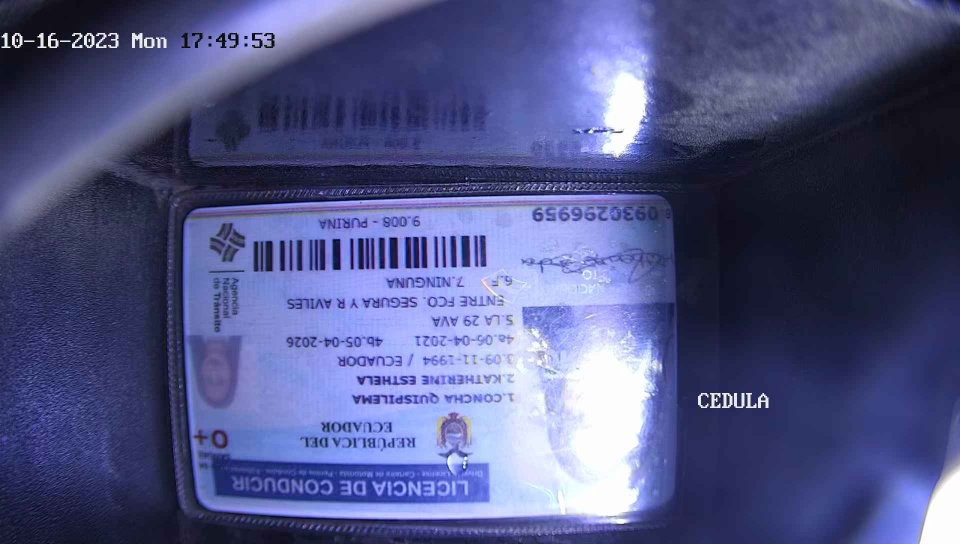 10-16-2023 Mon 17:49:53
CEDULA
LICENCIA DE CONDUCIR
REPÚBLICA DEL
ECUADOR
O+
1.CONCHA QUISPILEMA
2.KATHERINE ESTHELA
3.09-11-1994 / ECUADOR
4a.06-04-2021 4b.05-04-2026
5.LA 29 AVA
ENTRE FCO. SEGURA Y R AVILES
6.F 7.NINGUNA
Agencia
Nacional
de Tránsito
9.008 - PURINA
0930296959